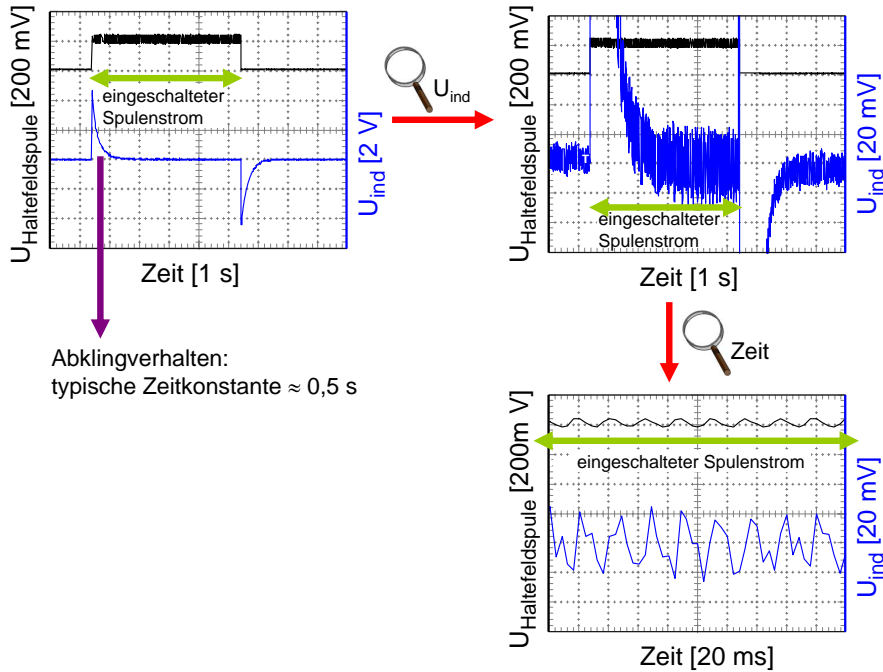 U_Haltefeldspule [200 mV]
eingeschalteter
Spulenstrom
U_ind [2 V]
Zeit [1 s]
U_ind
U_Haltefeldspule [200 mV]
eingeschalteter
Spulenstrom
U_ind [20 mV]
Zeit [1 s]
Abklingverhalten:
typische Zeitkonstante ≈ 0,5 s
Zeit
U_Haltefeldspule [200m V]
eingeschalteter Spulenstrom
U_ind [20 mV]
Zeit [20 ms]